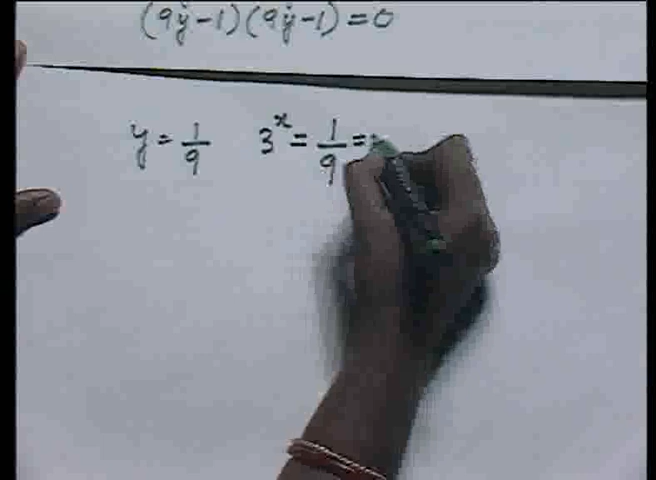 (9y-1)(9y-1)=0
y = 1/9 3^x = 1/9 =